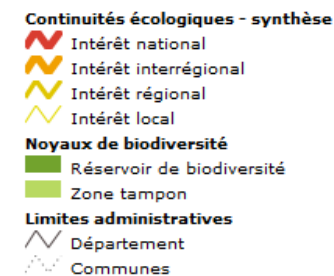 Continuités écologiques - synthèse
Intérêt national
Intérêt interrégional
Intérêt régional
Intérêt local
Noyaux de biodiversité
Réservoir de biodiversité
Zone tampon
Limites administratives
Département
Communes